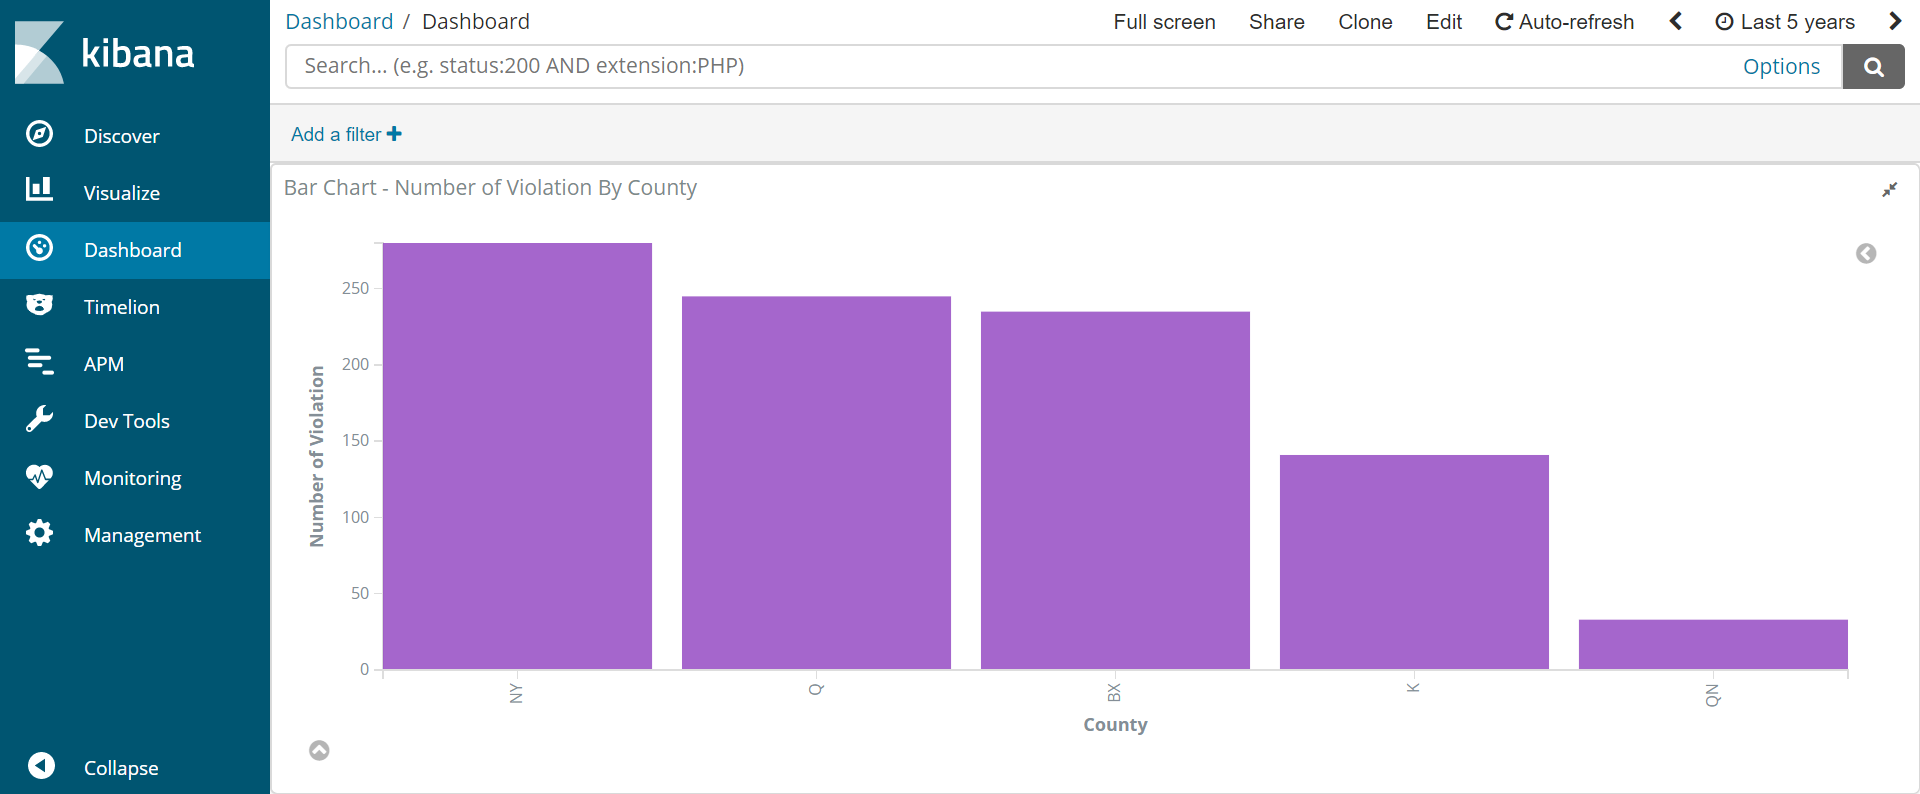 kibana
Discover
Visualize
Dashboard
Timelion
APM
Dev Tools
Monitoring
Management
Collapse
Dashboard / Dashboard
Full screen Share Clone Edit Auto-refresh Last 5 years
Search... (e.g. status:200 AND extension:PHP) Options
Add a filter
Bar Chart - Number of Violation By County
Number of Violation
250
200
150
100
50
0
NY Q BX K QN
County